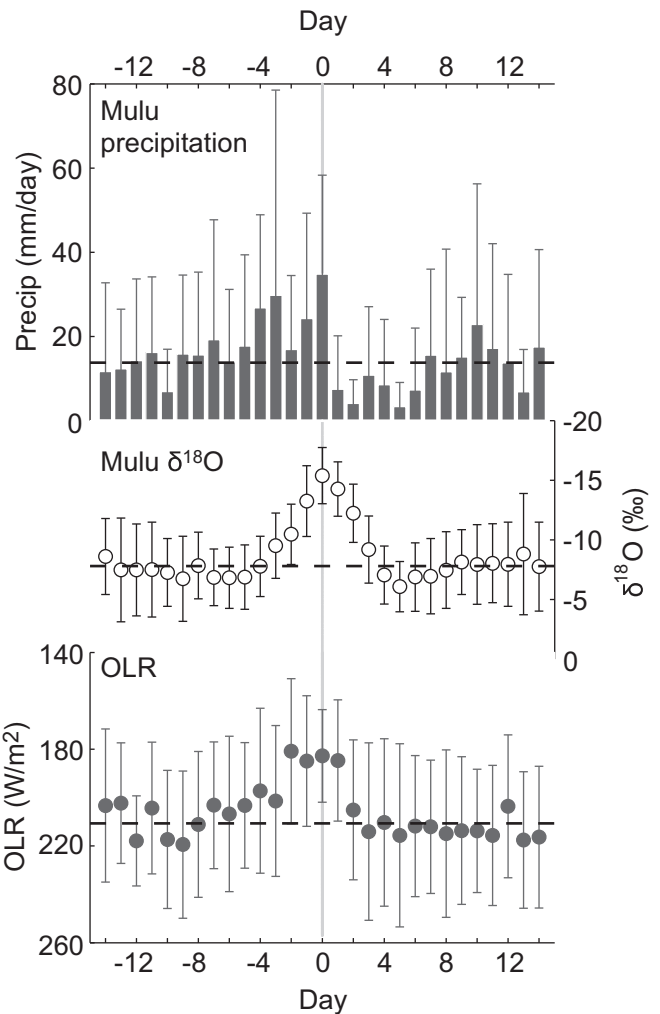 Day
-12 -8 -4 0 4 8 12
80
Mulu
precipitation
60
40
20
0
Precip (mm/day)
-20
Mulu δ¹⁸O
-15
-10
-5
0
δ¹⁸O (‰)
140
OLR
180
220
260
OLR (W/m²)
-12 -8 -4 0 4 8 12
Day